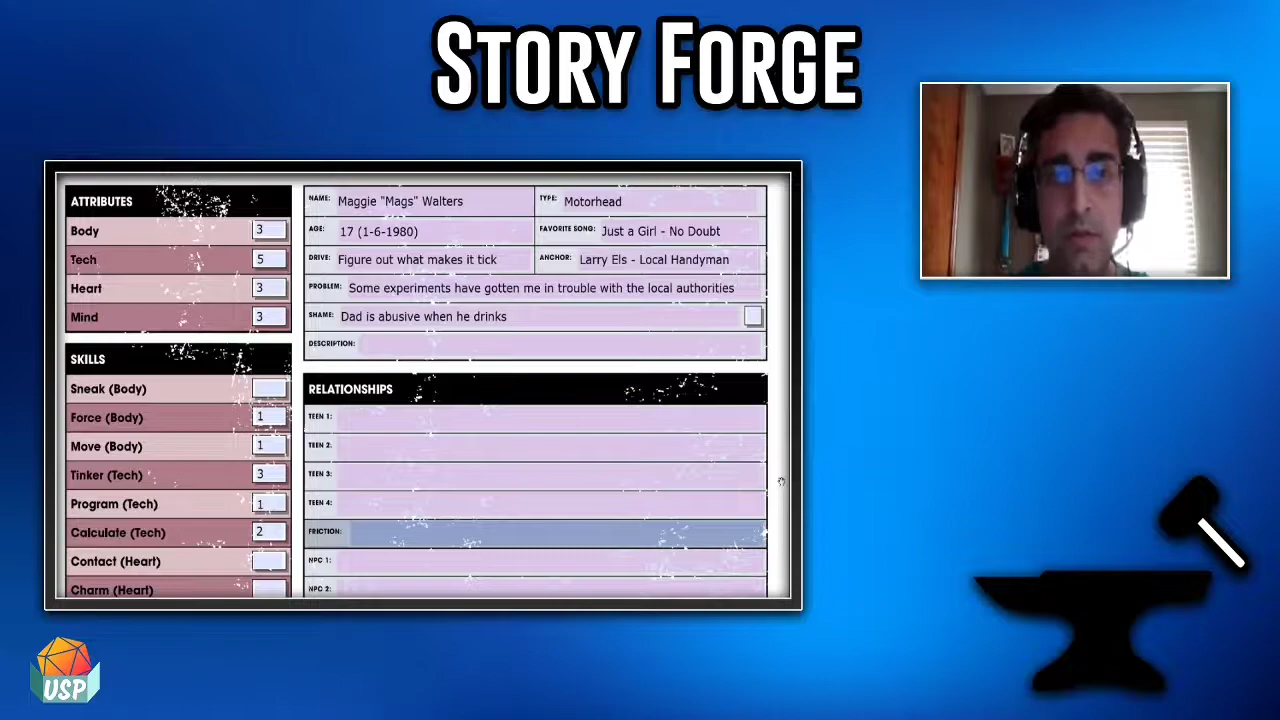 STORY FORGE
ATTRIBUTES
Body 3
Tech 5
Heart 3
Mind 3
SKILLS
Sneak (Body)
Force (Body) 1
Move (Body) 1
Tinker (Tech) 3
Program (Tech) 1
Calculate (Tech) 2
Contact (Heart)
Charm (Heart)
NAME: Maggie "Mags" Walters
TYPE: Motorhead
AGE: 17 (1-6-1980)
FAVORITE SONG: Just a Girl - No Doubt
DRIVE: Figure out what makes it tick
ANCHOR: Larry Els - Local Handyman
PROBLEM: Some experiments have gotten me in trouble with the local authorities
SHAME: Dad is abusive when he drinks
DESCRIPTION:
RELATIONSHIPS
TEEN 1:
TEEN 2:
TEEN 3:
TEEN 4:
FRICTION:
NPC 1:
NPC 2:
USP